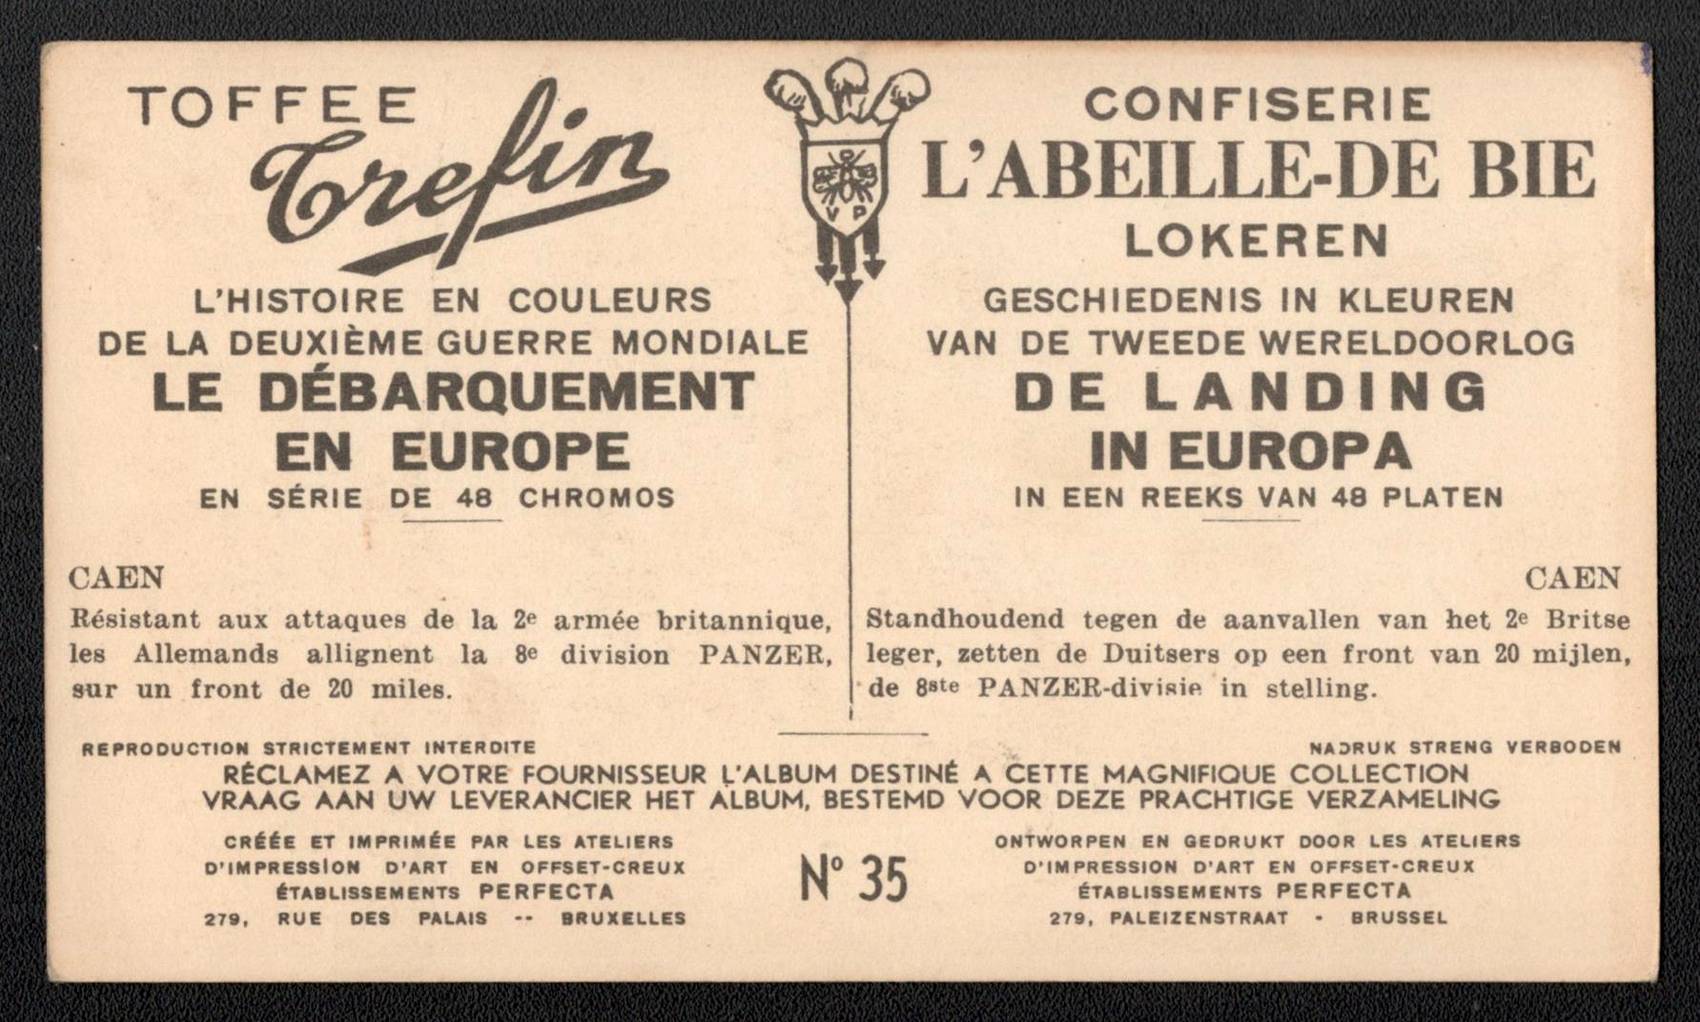 TOFFEE
Trefin
L'HISTOIRE EN COULEURS
DE LA DEUXIÈME GUERRE MONDIALE
LE DÉBARQUEMENT
EN EUROPE
EN SÉRIE DE 48 CHROMOS
CAEN
Résistant aux attaques de la 2e armée britannique,
les Allemands allignent la 8e division PANZER,
sur un front de 20 miles.
V P
CONFISERIE
L'ABEILLE-DE BIE
LOKEREN
GESCHIEDENIS IN KLEUREN
VAN DE TWEEDE WERELDOORLOG
DE LANDING
IN EUROPA
IN EEN REEKS VAN 48 PLATEN
CAEN
Standhoudend tegen de aanvallen van het 2e Britse
leger, zetten de Duitsers op een front van 20 mijlen,
de 8ste PANZER-divisie in stelling.
REPRODUCTION STRICTEMENT INTERDITE
NADRUK STRENG VERBODEN
RÉCLAMEZ A VOTRE FOURNISSEUR L'ALBUM DESTINÉ A CETTE MAGNIFIQUE COLLECTION
VRAAG AAN UW LEVERANCIER HET ALBUM, BESTEMD VOOR DEZE PRACHTIGE VERZAMELING
CRÉÉE ET IMPRIMÉE PAR LES ATELIERS
D'IMPRESSION D'ART EN OFFSET-CREUX
ÉTABLISSEMENTS PERFECTA
279, RUE DES PALAIS -- BRUXELLES
Nº 35
ONTWORPEN EN GEDRUKT DOOR LES ATELIERS
D'IMPRESSION D'ART EN OFFSET-CREUX
ÉTABLISSEMENTS PERFECTA
279, PALEIZENSTRAAT - BRUSSEL